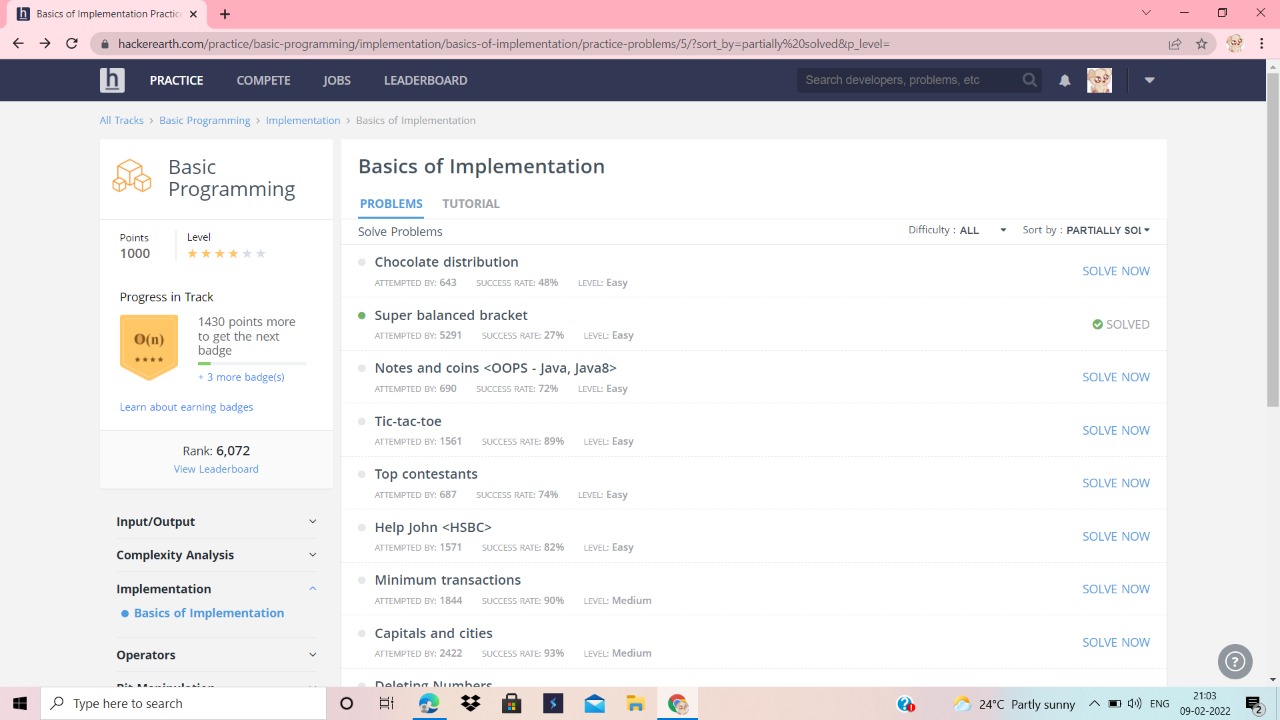 Basics of Implementation Practic
hackerearth.com/practice/basic-programming/implementation/basics-of-implementation/practice-problems/5/?sort_by=partially%20solved&p_level=
h PRACTICE COMPETE JOBS LEADERBOARD Search developers, problems, etc
All Tracks > Basic Programming > Implementation > Basics of Implementation
Basic
Programming
Points Level
1000
Progress in Track
O(n)
1430 points more
to get the next
badge
+ 3 more badge(s)
Learn about earning badges
Rank: 6,072
View Leaderboard
Input/Output
Complexity Analysis
Implementation
Basics of Implementation
Operators
Bit Manipulation
Basics of Implementation
PROBLEMS TUTORIAL
Solve Problems Difficulty : ALL Sort by : PARTIALLY SOL
Chocolate distribution SOLVE NOW
ATTEMPTED BY: 643 SUCCESS RATE: 48% LEVEL: Easy
Super balanced bracket SOLVED
ATTEMPTED BY: 5291 SUCCESS RATE: 27% LEVEL: Easy
Notes and coins <OOPS - Java, Java8> SOLVE NOW
ATTEMPTED BY: 690 SUCCESS RATE: 72% LEVEL: Easy
Tic-tac-toe SOLVE NOW
ATTEMPTED BY: 1561 SUCCESS RATE: 89% LEVEL: Easy
Top contestants SOLVE NOW
ATTEMPTED BY: 687 SUCCESS RATE: 74% LEVEL: Easy
Help John <HSBC> SOLVE NOW
ATTEMPTED BY: 1571 SUCCESS RATE: 82% LEVEL: Easy
Minimum transactions SOLVE NOW
ATTEMPTED BY: 1844 SUCCESS RATE: 90% LEVEL: Medium
Capitals and cities SOLVE NOW
ATTEMPTED BY: 2422 SUCCESS RATE: 93% LEVEL: Medium
Deleting Numbers
Type here to search
24°C Partly sunny ENG 21:03
09-02-2022 2